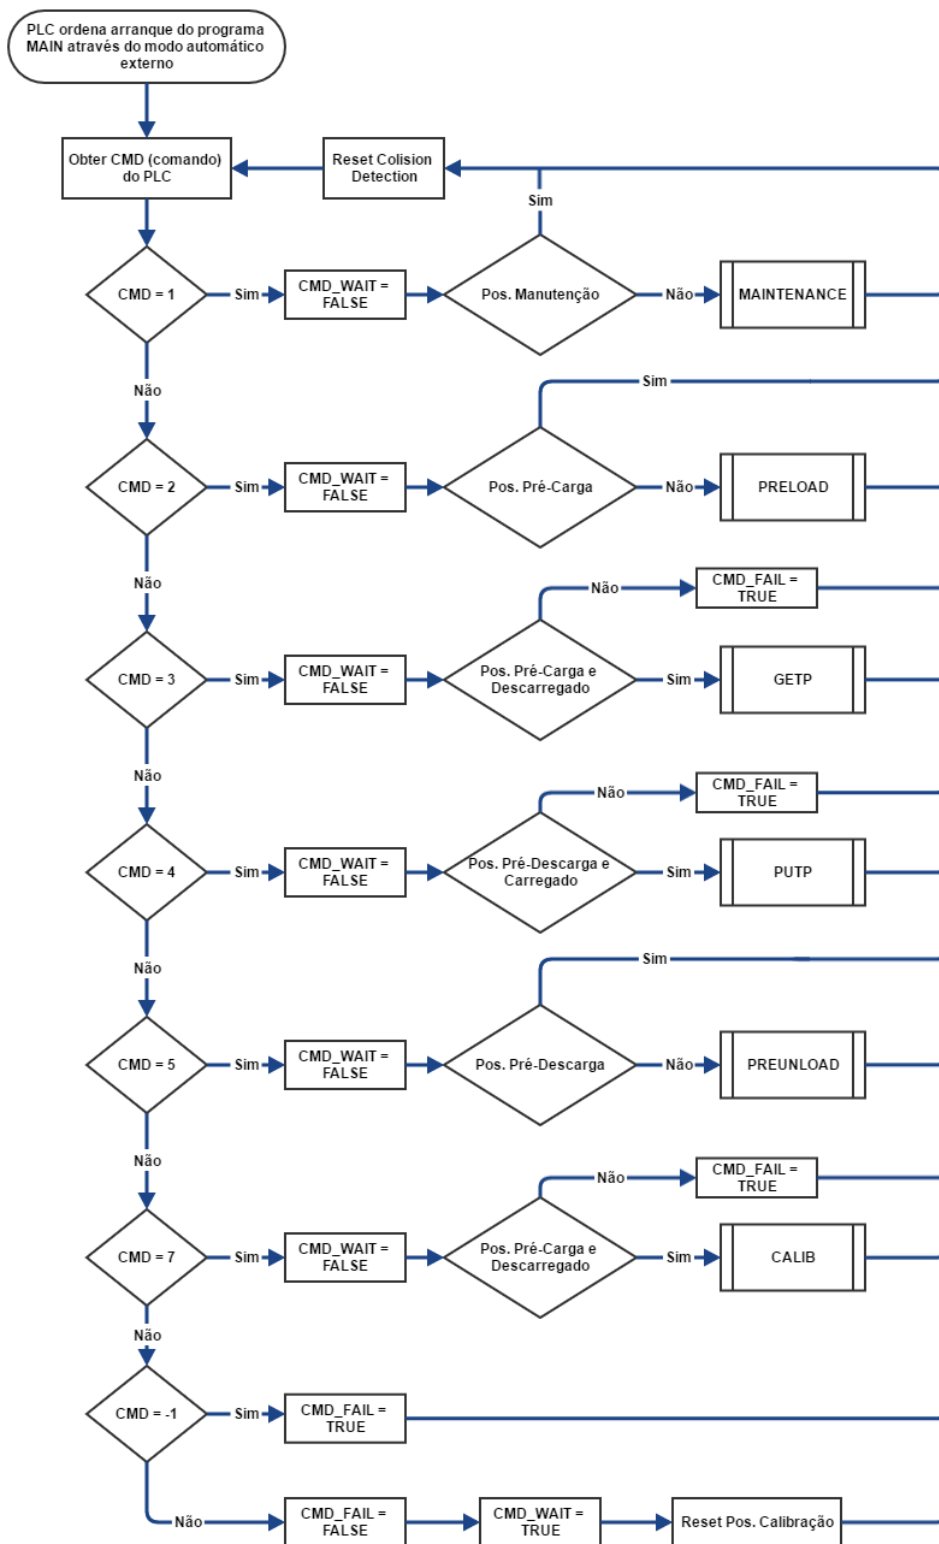 PLC ordena arranque do programa
MAIN através do modo automático
externo
Obter CMD (comando)
do PLC
Reset Colision
Detection
Sim
CMD = 1
Sim
CMD_WAIT =
FALSE
Pos. Manutenção
Não
MAINTENANCE
Não
Sim
CMD = 2
Sim
CMD_WAIT =
FALSE
Pos. Pré-Carga
Não
PRELOAD
Não
Não
CMD_FAIL =
TRUE
CMD = 3
Sim
CMD_WAIT =
FALSE
Pos. Pré-Carga e
Descarregado
Sim
GETP
Não
Não
CMD_FAIL =
TRUE
CMD = 4
Sim
CMD_WAIT =
FALSE
Pos. Pré-Descarga e
Carregado
Sim
PUTP
Não
Sim
CMD = 5
Sim
CMD_WAIT =
FALSE
Pos. Pré-Descarga
Não
PREUNLOAD
Não
Não
CMD_FAIL =
TRUE
CMD = 7
Sim
CMD_WAIT =
FALSE
Pos. Pré-Carga e
Descarregado
Sim
CALIB
Não
CMD = -1
Sim
CMD_FAIL =
TRUE
Não
CMD_FAIL =
FALSE
CMD_WAIT =
TRUE
Reset Pos. Calibração